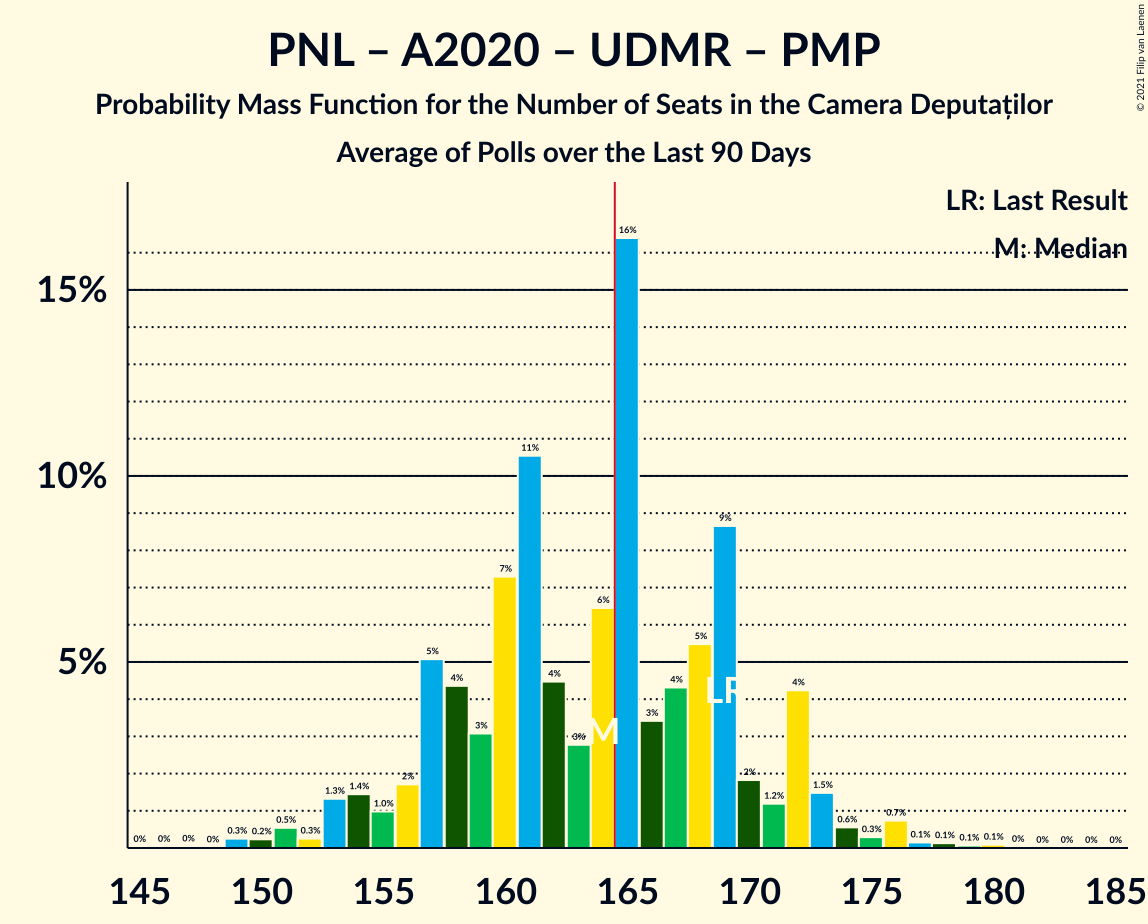 PNL – A2020 – UDMR – PMP
Probability Mass Function for the Number of Seats in the Camera Deputaților
Average of Polls over the Last 90 Days
© 2021 Filip van Laenen
LR: Last Result
M: Median
15%
10%
5%
0% 0% 0% 0% 0.3% 0.2% 0.5% 0.3% 1.3% 1.4% 1.0% 2% 5% 4% 3% 7% 11% 4% 3% 6% 16% 3% 4% 5% 9% 2% 1.2% 4% 1.5% 0.6% 0.3% 0.7% 0.1% 0.1% 0.1% 0.1% 0% 0% 0% 0% 0%
M
LR
145 150 155 160 165 170 175 180 185